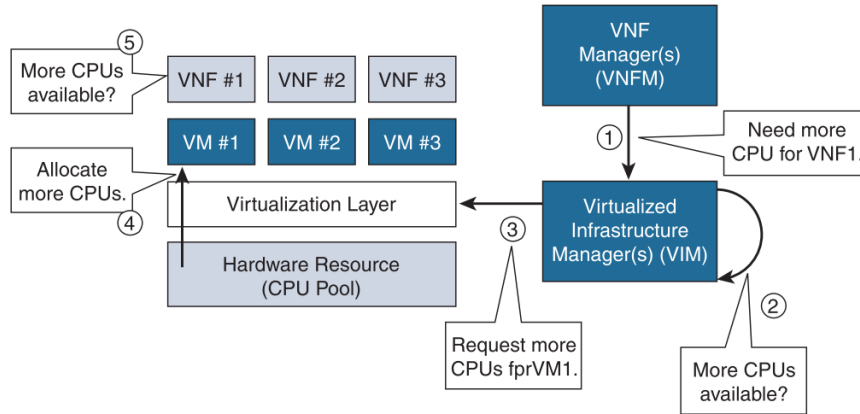 ⑤
More CPUs
available?
VNF #1
VNF #2
VNF #3
VNF
Manager(s)
(VNFM)
VM #1
VM #2
VM #3
①
Need more
CPU for VNF1.
Allocate
more CPUs.
④
Virtualization Layer
③
Virtualized
Infrastructure
Manager(s) (VIM)
Hardware Resource
(CPU Pool)
②
Request more
CPUs fprVM1.
More CPUs
available?